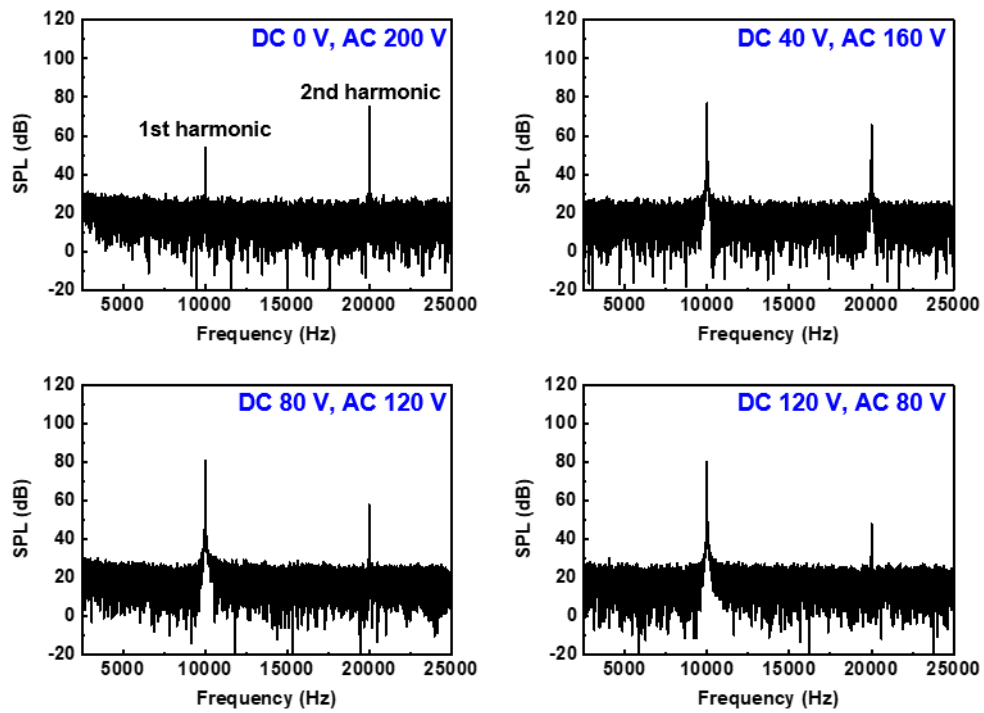 DC 0 V, AC 200 V
120
100
80
60
40
20
0
-20
SPL (dB)
1st harmonic
2nd harmonic
5000 10000 15000 20000 25000
Frequency (Hz)
DC 40 V, AC 160 V
120
100
80
60
40
20
0
-20
SPL (dB)
5000 10000 15000 20000 25000
Frequency (Hz)
DC 80 V, AC 120 V
120
100
80
60
40
20
0
-20
SPL (dB)
5000 10000 15000 20000 25000
Frequency (Hz)
DC 120 V, AC 80 V
120
100
80
60
40
20
0
-20
SPL (dB)
5000 10000 15000 20000 25000
Frequency (Hz)